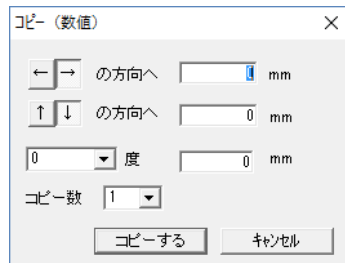 ｺﾋﾟｰ（数値）
← → の方向へ 0 mm
↑ ↓ の方向へ 0 mm
0 度 0 mm
コピー数 1
コピーする ｷｬﾝｾﾙ